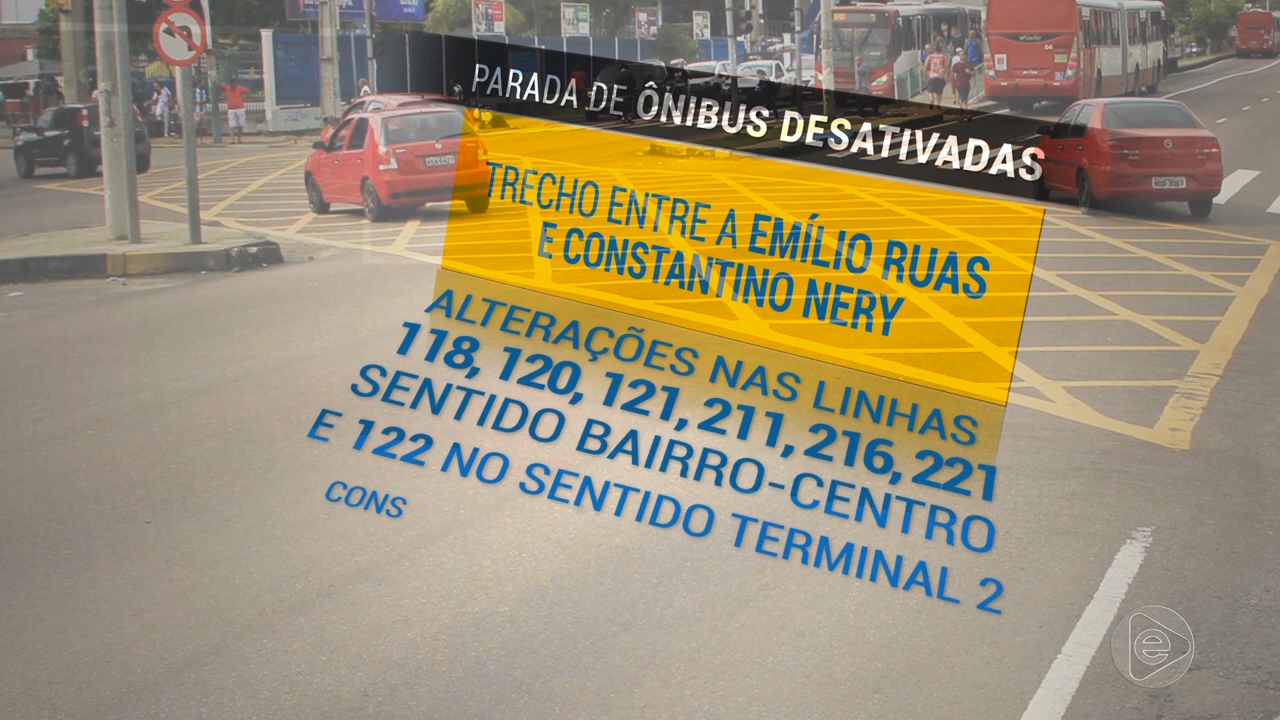 PARADA DE ÔNIBUS DESATIVADAS
TRECHO ENTRE A EMÍLIO RUAS
E CONSTANTINO NERY
ALTERAÇÕES NAS LINHAS
118, 120, 121, 211, 216, 221
SENTIDO BAIRRO-CENTRO
E 122 NO SENTIDO TERMINAL 2
CONS
e